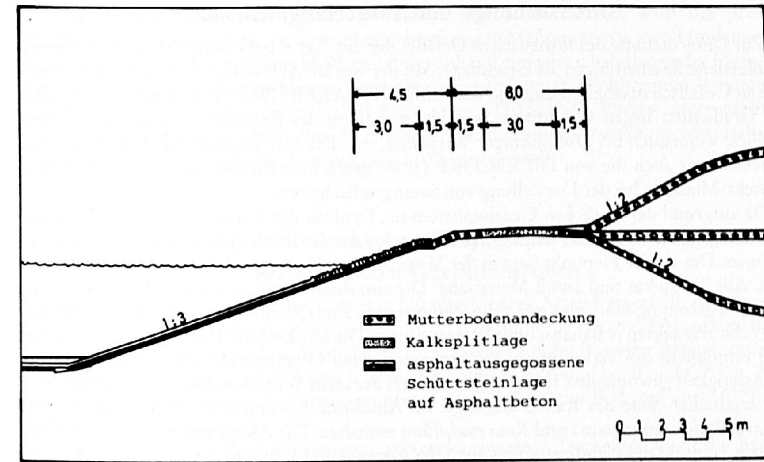 4,5 6,0
3,0 1,5 1,5 3,0 1,5
1:2
1:2
1:3
Mutterbodenandeckung
Kalksplitlage
asphaltausgegossene
Schüttsteinlage
auf Asphaltbeton
0 1 2 3 4 5 m